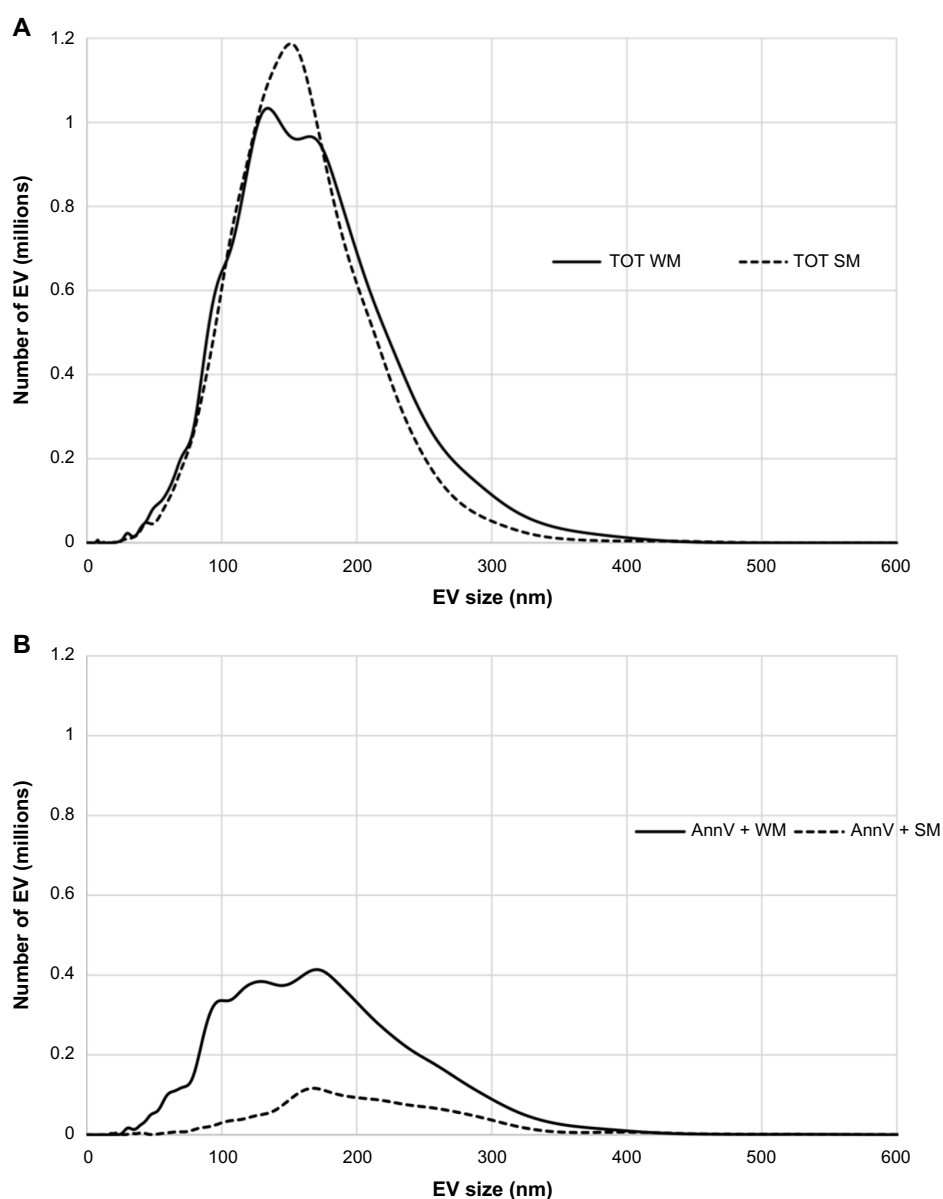 A
Number of EV (millions)
1.2
1
0.8
0.6
0.4
0.2
0
TOT WM TOT SM
0 100 200 300 400 500 600
EV size (nm)
B
Number of EV (millions)
1.2
1
0.8
0.6
0.4
0.2
0
AnnV + WM AnnV + SM
0 100 200 300 400 500 600
EV size (nm)